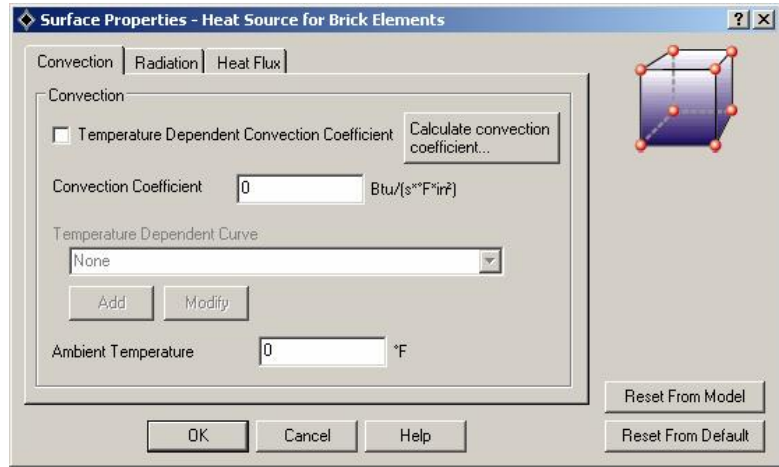 Surface Properties - Heat Source for Brick Elements
Convection Radiation Heat Flux
Convection
Temperature Dependent Convection Coefficient
Calculate convection
coefficient...
Convection Coefficient 0 Btu/(s*°F*in²)
Temperature Dependent Curve
None
Add Modify
Ambient Temperature 0 °F
Reset From Model
OK Cancel Help Reset From Default